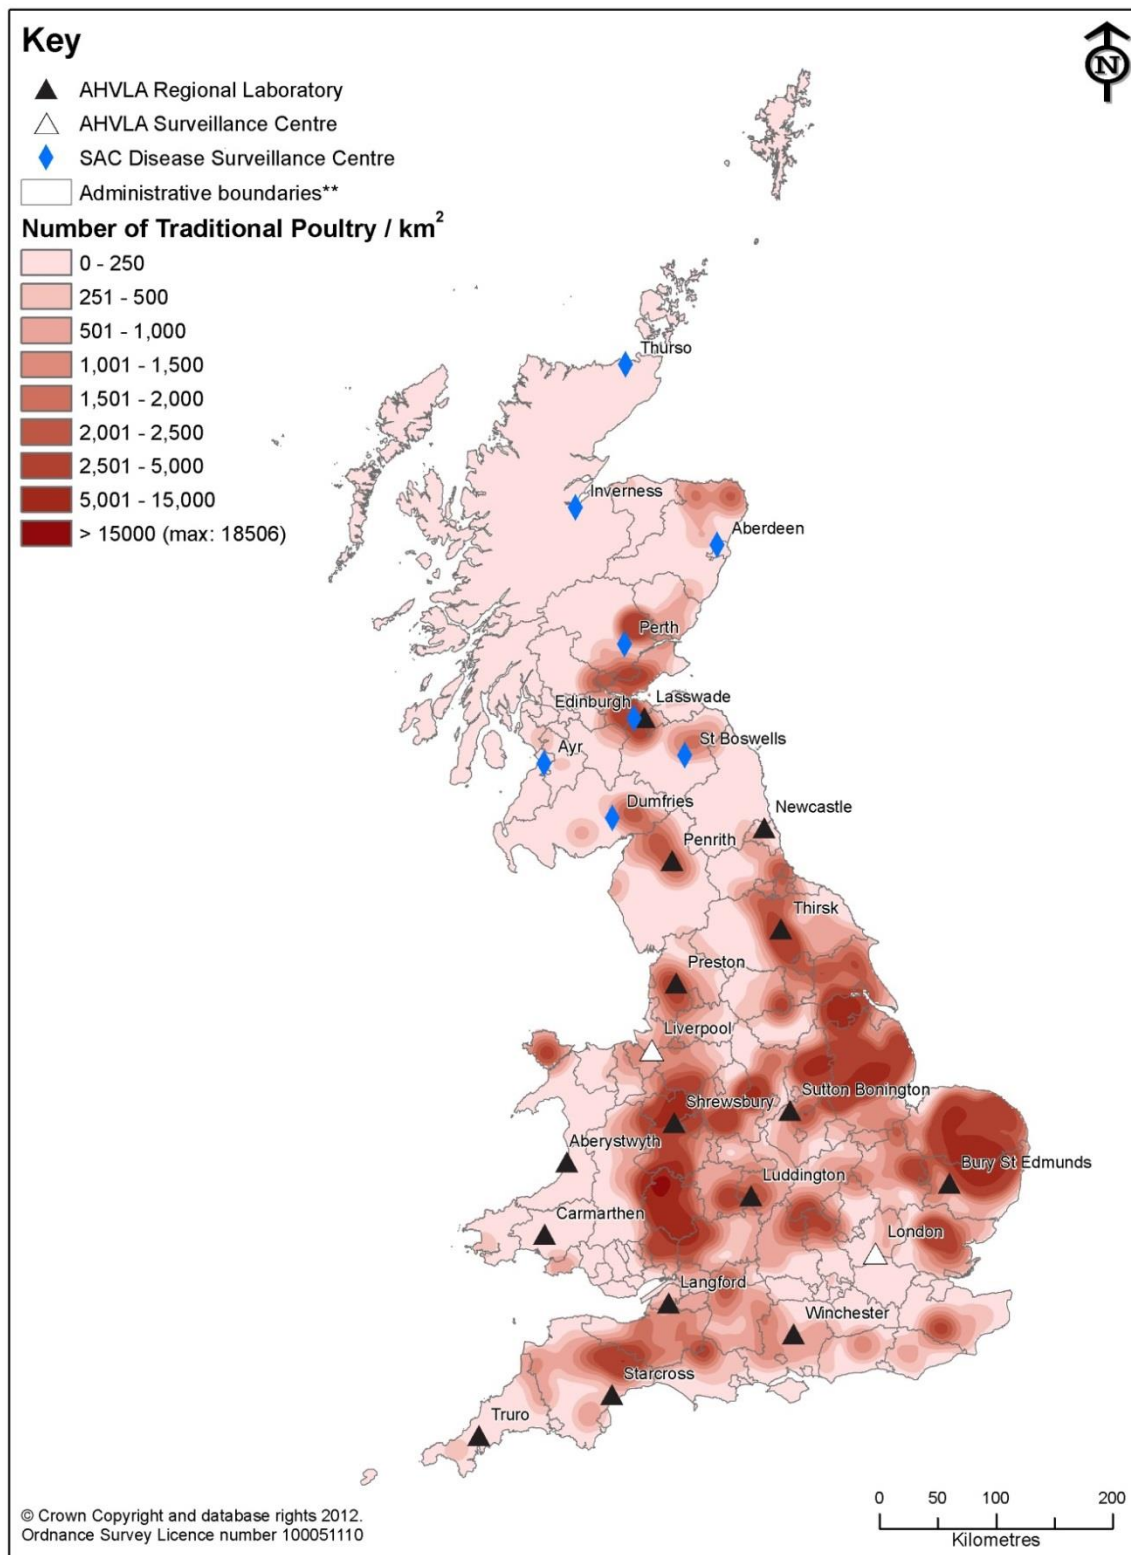 Key
AHVLA Regional Laboratory
AHVLA Surveillance Centre
SAC Disease Surveillance Centre
Administrative boundaries**
Number of Traditional Poultry / km²
0 - 250
251 - 500
501 - 1,000
1,001 - 1,500
1,501 - 2,000
2,001 - 2,500
2,501 - 5,000
5,001 - 15,000
> 15000 (max: 18506)
N
Thurso
Inverness
Aberdeen
Perth
Edinburgh
Lasswade
St Boswells
Ayr
Dumfries
Newcastle
Penrith
Thirsk
Preston
Liverpool
Sutton Bonington
Shrewsbury
Aberystwyth
Bury St Edmunds
Luddington
Carmarthen
London
Langford
Winchester
Starcross
Truro
© Crown Copyright and database rights 2012.
Ordnance Survey Licence number 100051110
0 50 100 200
Kilometres